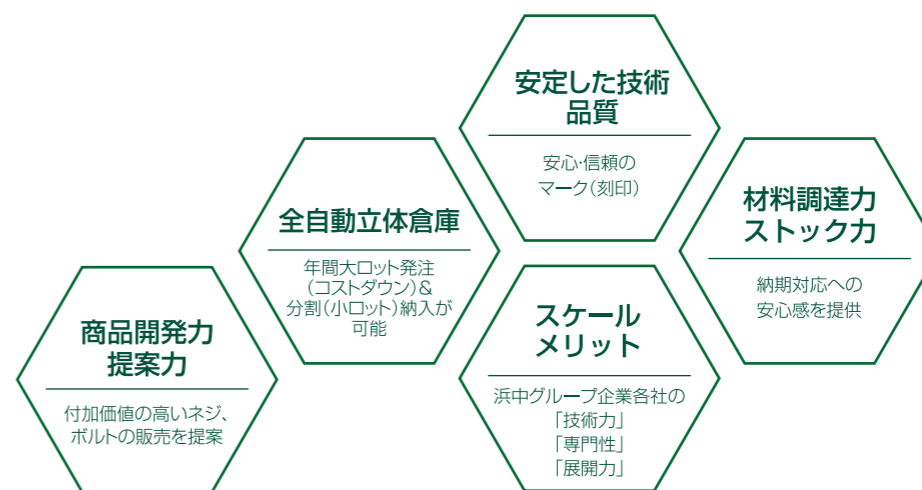 商品開発力
提案力
付加価値の高いネジ、
ボルトの販売を提案
全自動立体倉庫
年間大ロット発注
（コストダウン）＆
分割（小ロット）納入が
可能
安定した技術
品質
安心・信頼の
マーク（刻印）
スケール
メリット
浜中グループ企業各社の
「技術力」
「専門性」
「展開力」
材料調達力
ストック力
納期対応への
安心感を提供